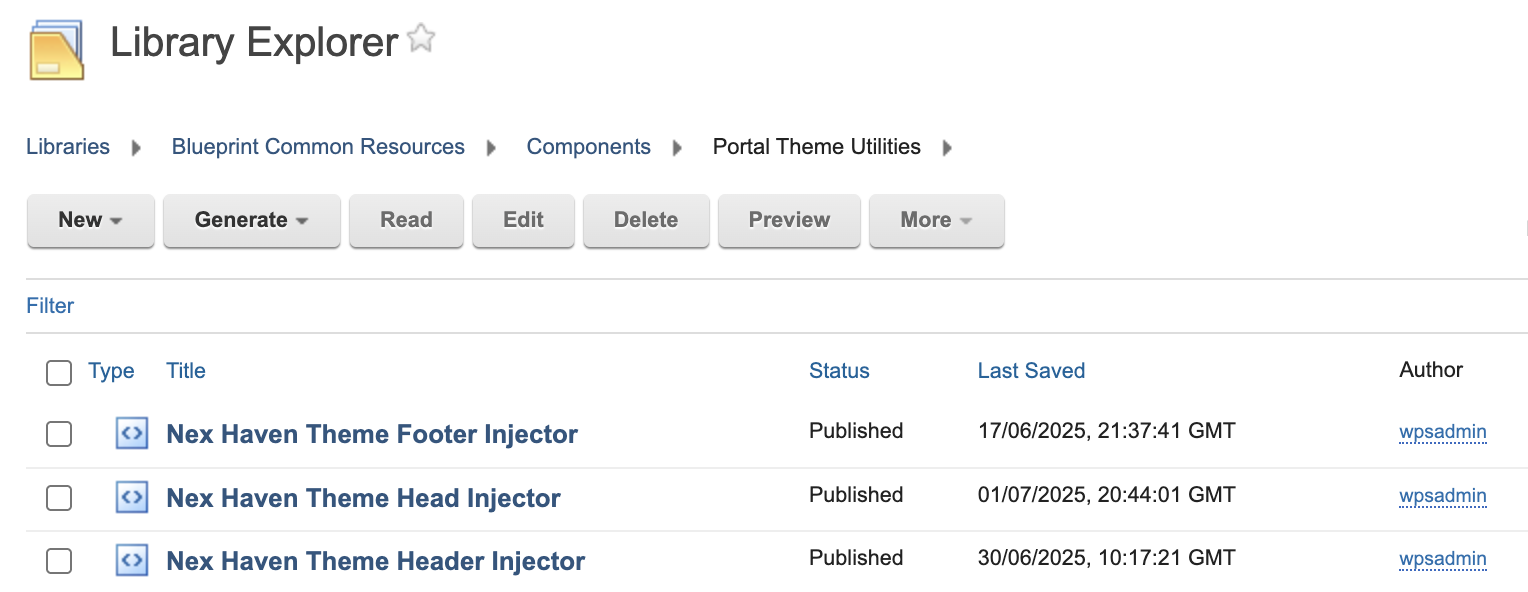 Library Explorer
Libraries Blueprint Common Resources Components Portal Theme Utilities
New Generate Read Edit Delete Preview More
Filter
Type Title Status Last Saved Author
Nex Haven Theme Footer Injector Published 17/06/2025, 21:37:41 GMT wpsadmin
Nex Haven Theme Head Injector Published 01/07/2025, 20:44:01 GMT wpsadmin
Nex Haven Theme Header Injector Published 30/06/2025, 10:17:21 GMT wpsadmin